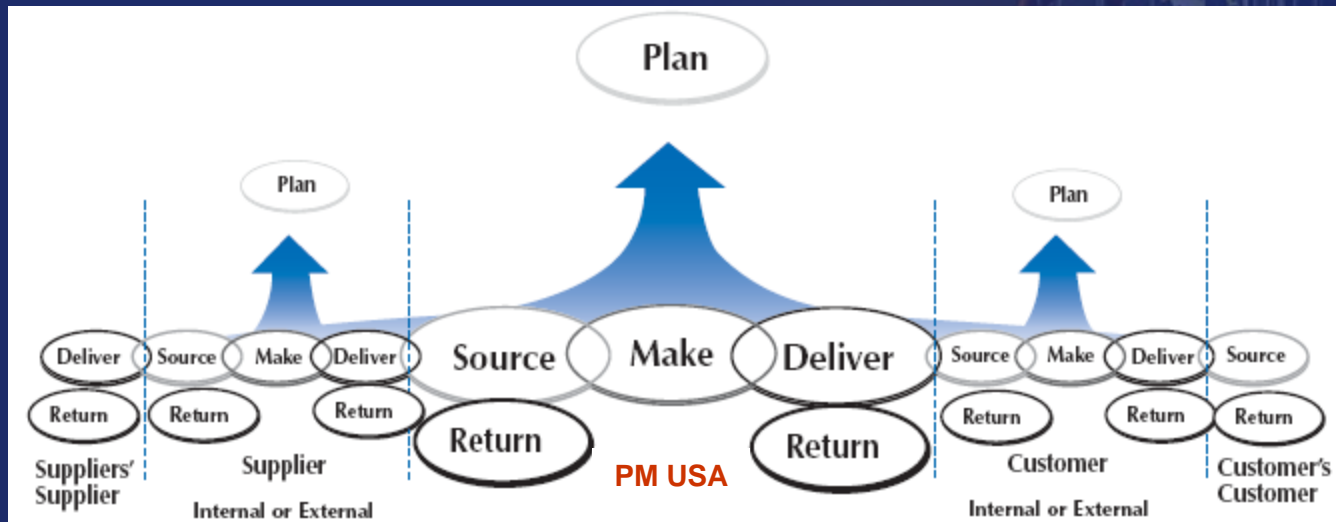 Plan
Plan
Plan
Deliver
Source
Make
Deliver
Source
Make
Deliver
Source
Make
Deliver
Source
Return
Return
Return
Return
Return
Return
Return
Return
Suppliers'
Supplier
Supplier
Internal or External
PM USA
Customer
Internal or External
Customer's
Customer